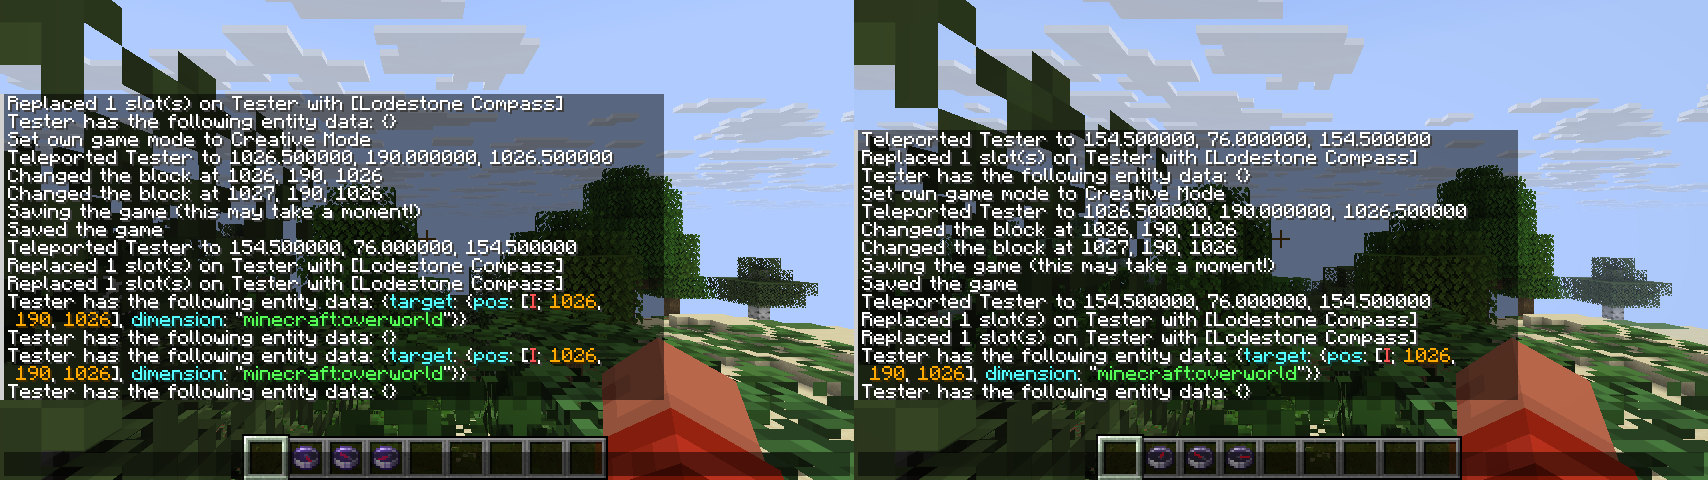 Replaced 1 slot(s) on Tester with [Lodestone Compass]
Tester has the following entity data: {}
Set own game mode to Creative Mode
Teleported Tester to 1026.500000, 190.000000, 1026.500000
Changed the block at 1026, 190, 1026
Changed the block at 1027, 190, 1026
Saving the game (this may take a moment!)
Saved the game
Teleported Tester to 154.500000, 76.000000, 154.500000
Replaced 1 slot(s) on Tester with [Lodestone Compass]
Replaced 1 slot(s) on Tester with [Lodestone Compass]
Tester has the following entity data: {target: {pos: [I; 1026,
190, 1026], dimension: "minecraft:overworld"}}
Tester has the following entity data: {}
Tester has the following entity data: {target: {pos: [I; 1026,
190, 1026], dimension: "minecraft:overworld"}}
Tester has the following entity data: {}
Teleported Tester to 154.500000, 76.000000, 154.500000
Replaced 1 slot(s) on Tester with [Lodestone Compass]
Tester has the following entity data: {}
Set own game mode to Creative Mode
Teleported Tester to 1026.500000, 190.000000, 1026.500000
Changed the block at 1026, 190, 1026
Changed the block at 1027, 190, 1026
Saving the game (this may take a moment!)
Saved the game
Teleported Tester to 154.500000, 76.000000, 154.500000
Replaced 1 slot(s) on Tester with [Lodestone Compass]
Replaced 1 slot(s) on Tester with [Lodestone Compass]
Tester has the following entity data: {target: {pos: [I; 1026,
190, 1026], dimension: "minecraft:overworld"}}
Tester has the following entity data: {}